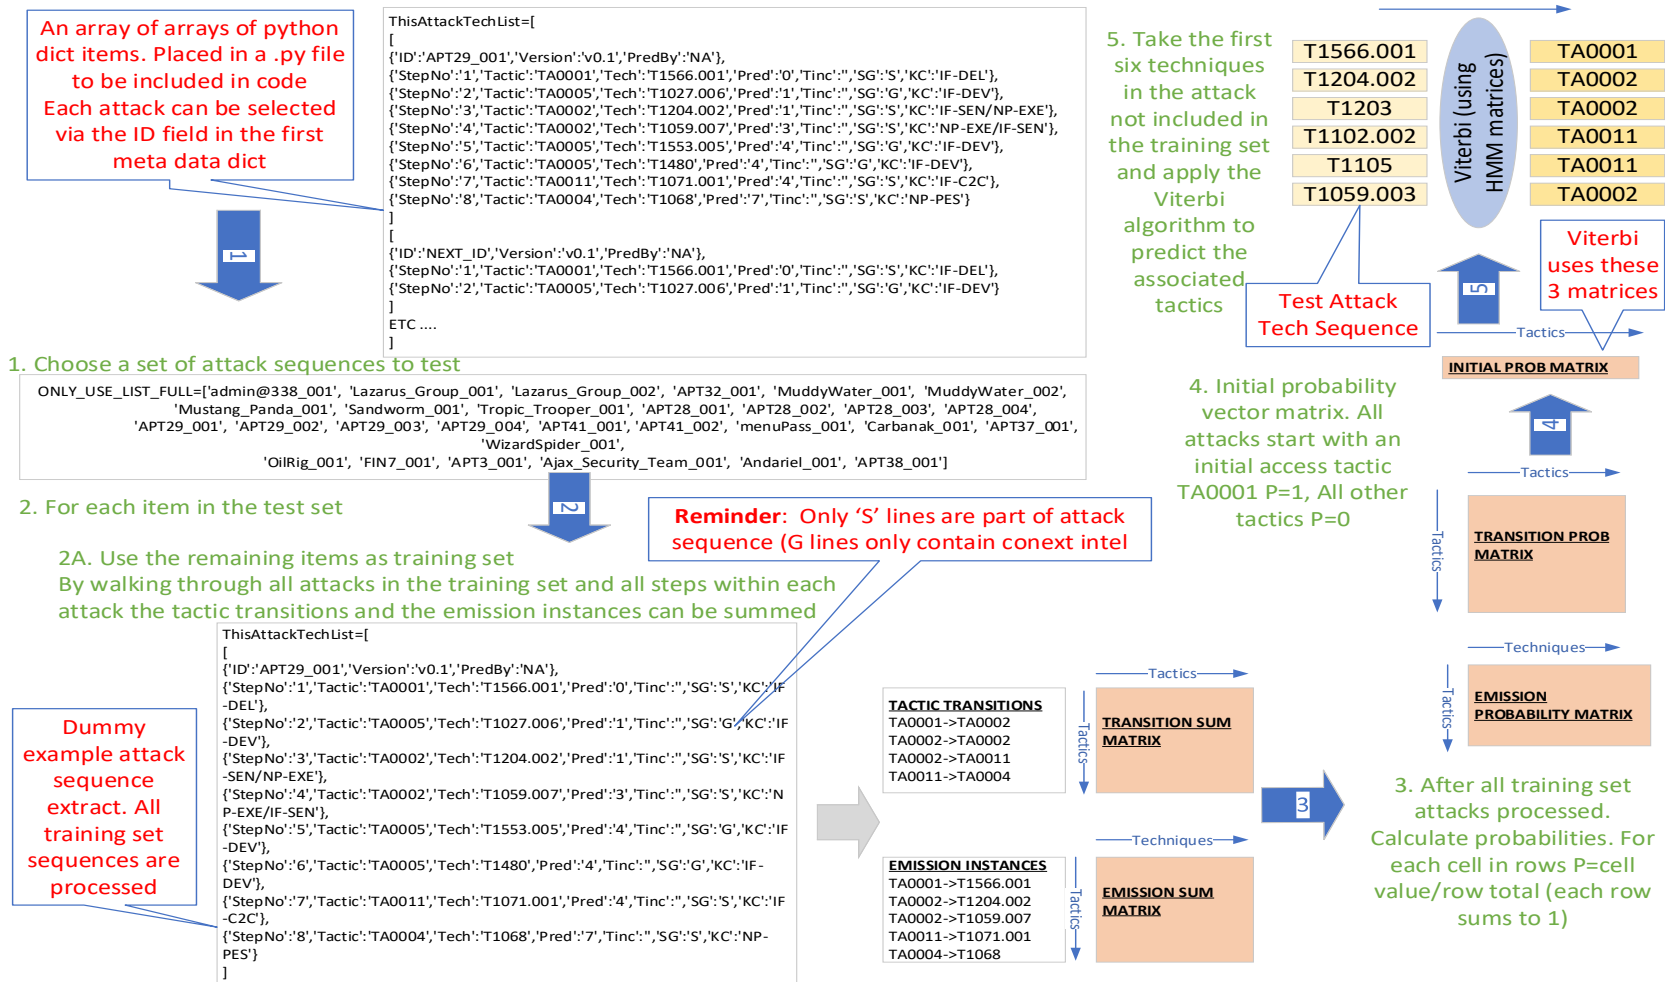 An array of arrays of python
dict items. Placed in a .py file
to be included in code
Each attack can be selected
via the ID field in the first
meta data dict
ThisAttackTechList=[
[
{'ID':'APT29_001','Version':'v0.1','PredBy':'NA'},
{'StepNo':'1','Tactic':'TA0001','Tech':'T1566.001','Pred':'0','Tinc':'','SG':'S','KC':'IF-DEL'},
{'StepNo':'2','Tactic':'TA0005','Tech':'T1027.006','Pred':'1','Tinc':'','SG':'G','KC':'IF-DEV'},
{'StepNo':'3','Tactic':'TA0002','Tech':'T1204.002','Pred':'1','Tinc':'','SG':'S','KC':'IF-SEN/NP-EXE'},
{'StepNo':'4','Tactic':'TA0002','Tech':'T1059.007','Pred':'3','Tinc':'','SG':'S','KC':'NP-EXE/IF-SEN'},
{'StepNo':'5','Tactic':'TA0005','Tech':'T1553.005','Pred':'4','Tinc':'','SG':'G','KC':'IF-DEV'},
{'StepNo':'6','Tactic':'TA0005','Tech':'T1480','Pred':'4','Tinc':'','SG':'G','KC':'IF-DEV'},
{'StepNo':'7','Tactic':'TA0011','Tech':'T1071.001','Pred':'4','Tinc':'','SG':'S','KC':'IF-C2C'},
{'StepNo':'8','Tactic':'TA0004','Tech':'T1068','Pred':'7','Tinc':'','SG':'S','KC':'NP-PES'}
]
[
{'ID':'NEXT_ID','Version':'v0.1','PredBy':'NA'},
{'StepNo':'1','Tactic':'TA0001','Tech':'T1566.001','Pred':'0','Tinc':'','SG':'S','KC':'IF-DEL'},
{'StepNo':'2','Tactic':'TA0005','Tech':'T1027.006','Pred':'1','Tinc':'','SG':'G','KC':'IF-DEV'}
]
ETC ....
]
1
1. Choose a set of attack sequences to test
ONLY_USE_LIST_FULL=['admin@338_001', 'Lazarus_Group_001', 'Lazarus_Group_002', 'APT32_001', 'MuddyWater_001', 'MuddyWater_002',
'Mustang_Panda_001', 'Sandworm_001', 'Tropic_Trooper_001', 'APT28_001', 'APT28_002', 'APT28_003', 'APT28_004',
'APT29_001', 'APT29_002', 'APT29_003', 'APT29_004', 'APT41_001', 'APT41_002', 'menuPass_001', 'Carbanak_001', 'APT37_001',
'WizardSpider_001',
'OilRig_001', 'FIN7_001', 'APT3_001', 'Ajax_Security_Team_001', 'Andariel_001', 'APT38_001']
2
2. For each item in the test set
2A. Use the remaining items as training set
By walking through all attacks in the training set and all steps within each
attack the tactic transitions and the emission instances can be summed
Reminder: Only 'S' lines are part of attack
sequence (G lines only contain conext intel
ThisAttackTechList=[
[
{'ID':'APT29_001','Version':'v0.1','PredBy':'NA'},
{'StepNo':'1','Tactic':'TA0001','Tech':'T1566.001','Pred':'0','Tinc':'','SG':'S','KC':'IF
-DEL'},
{'StepNo':'2','Tactic':'TA0005','Tech':'T1027.006','Pred':'1','Tinc':'','SG':'G','KC':'IF
-DEV'},
{'StepNo':'3','Tactic':'TA0002','Tech':'T1204.002','Pred':'1','Tinc':'','SG':'S','KC':'IF
-SEN/NP-EXE'},
{'StepNo':'4','Tactic':'TA0002','Tech':'T1059.007','Pred':'3','Tinc':'','SG':'S','KC':'N
P-EXE/IF-SEN'},
{'StepNo':'5','Tactic':'TA0005','Tech':'T1553.005','Pred':'4','Tinc':'','SG':'G','KC':'IF
-DEV'},
{'StepNo':'6','Tactic':'TA0005','Tech':'T1480','Pred':'4','Tinc':'','SG':'G','KC':'IF-
DEV'},
{'StepNo':'7','Tactic':'TA0011','Tech':'T1071.001','Pred':'4','Tinc':'','SG':'S','KC':'IF
-C2C'},
{'StepNo':'8','Tactic':'TA0004','Tech':'T1068','Pred':'7','Tinc':'','SG':'S','KC':'NP-
PES'}
]
Dummy
example attack
sequence
extract. All
training set
sequences are
processed
TACTIC TRANSITIONS
TA0001->TA0002
TA0002->TA0002
TA0002->TA0011
TA0011->TA0004
Tactics
Tactics
TRANSITION SUM
MATRIX
EMISSION INSTANCES
TA0001->T1566.001
TA0002->T1204.002
TA0002->T1059.007
TA0011->T1071.001
TA0004->T1068
Techniques
Tactics
EMISSION SUM
MATRIX
3
3. After all training set
attacks processed.
Calculate probabilities. For
each cell in rows P=cell
value/row total (each row
sums to 1)
Techniques
Tactics
EMISSION
PROBABILITY MATRIX
Tactics
Tactics
TRANSITION PROB
MATRIX
4
4. Initial probability
vector matrix. All
attacks start with an
initial access tactic
TA0001 P=1, All other
tactics P=0
Tactics
INITIAL PROB MATRIX
5
Viterbi
uses these
3 matrices
5. Take the first
six techniques
in the attack
not included in
the training set
and apply the
Viterbi
algorithm to
predict the
associated
tactics
T1566.001
T1204.002
T1203
T1102.002
T1105
T1059.003
Test Attack
Tech Sequence
Viterbi (using
HMM matrices)
TA0001
TA0002
TA0002
TA0011
TA0011
TA0002